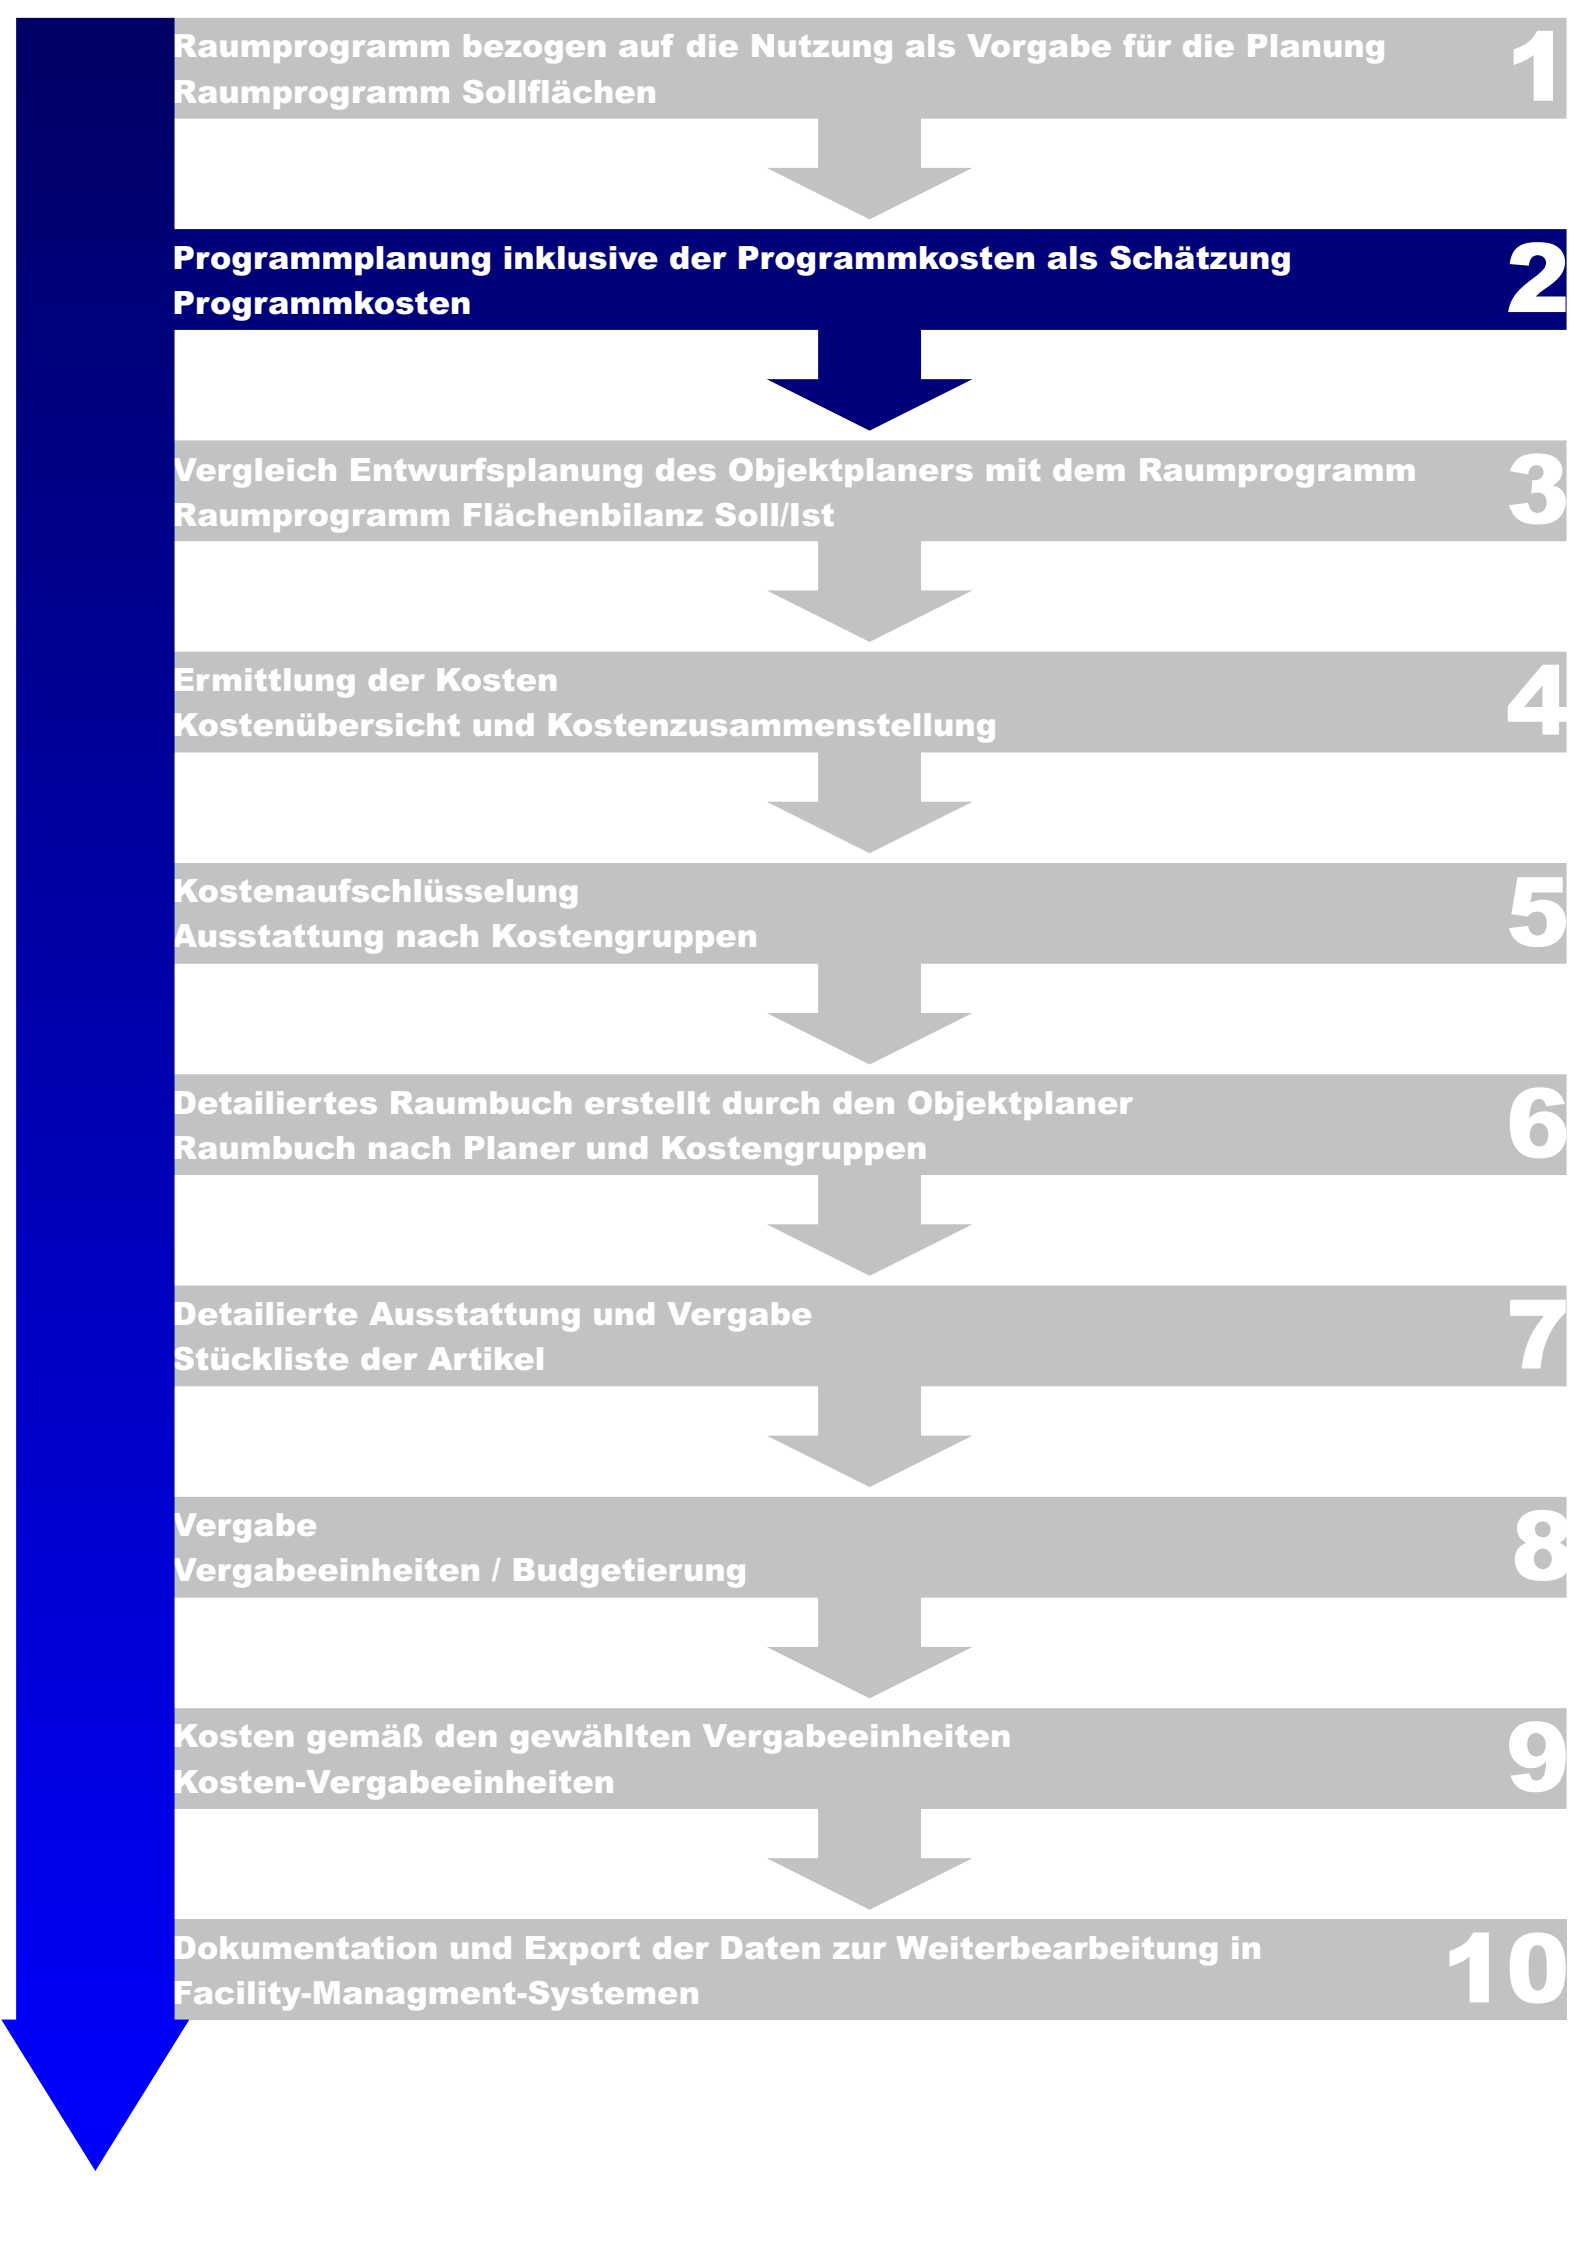 Raumprogramm bezogen auf die Nutzung als Vorgabe für die Planung
Raumprogramm Sollflächen
1
Programmplanung inklusive der Programmkosten als Schätzung
Programmkosten
2
Vergleich Entwurfsplanung des Objektplaners mit dem Raumprogramm
Raumprogramm Flächenbilanz Soll/Ist
3
Ermittlung der Kosten
Kostenübersicht und Kostenzusammenstellung
4
Kostenaufschlüsselung
Ausstattung nach Kostengruppen
5
Detailiertes Raumbuch erstellt durch den Objektplaner
Raumbuch nach Planer und Kostengruppen
6
Detailierte Ausstattung und Vergabe
Stückliste der Artikel
7
Vergabe
Vergabeeinheiten / Budgetierung
8
Kosten gemäß den gewählten Vergabeeinheiten
Kosten-Vergabeeinheiten
9
Dokumentation und Export der Daten zur Weiterbearbeitung in
Facility-Managment-Systemen
10